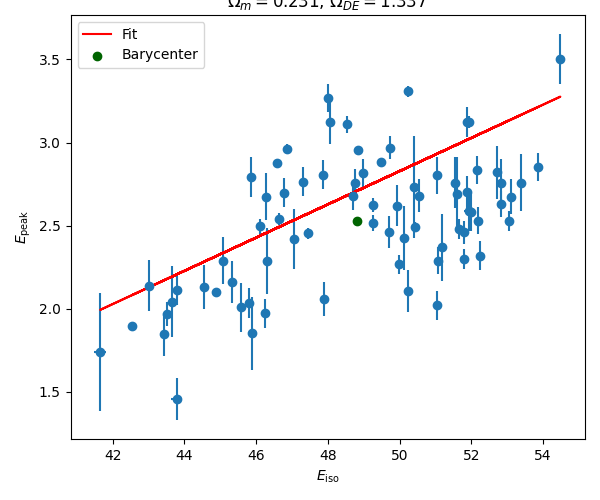 Ωm = 0.231, ΩDE = 1.337
Fit
Barycenter
3.5
3.0
2.5
2.0
1.5
Epeak
42
44
46
48
50
52
54
Eiso